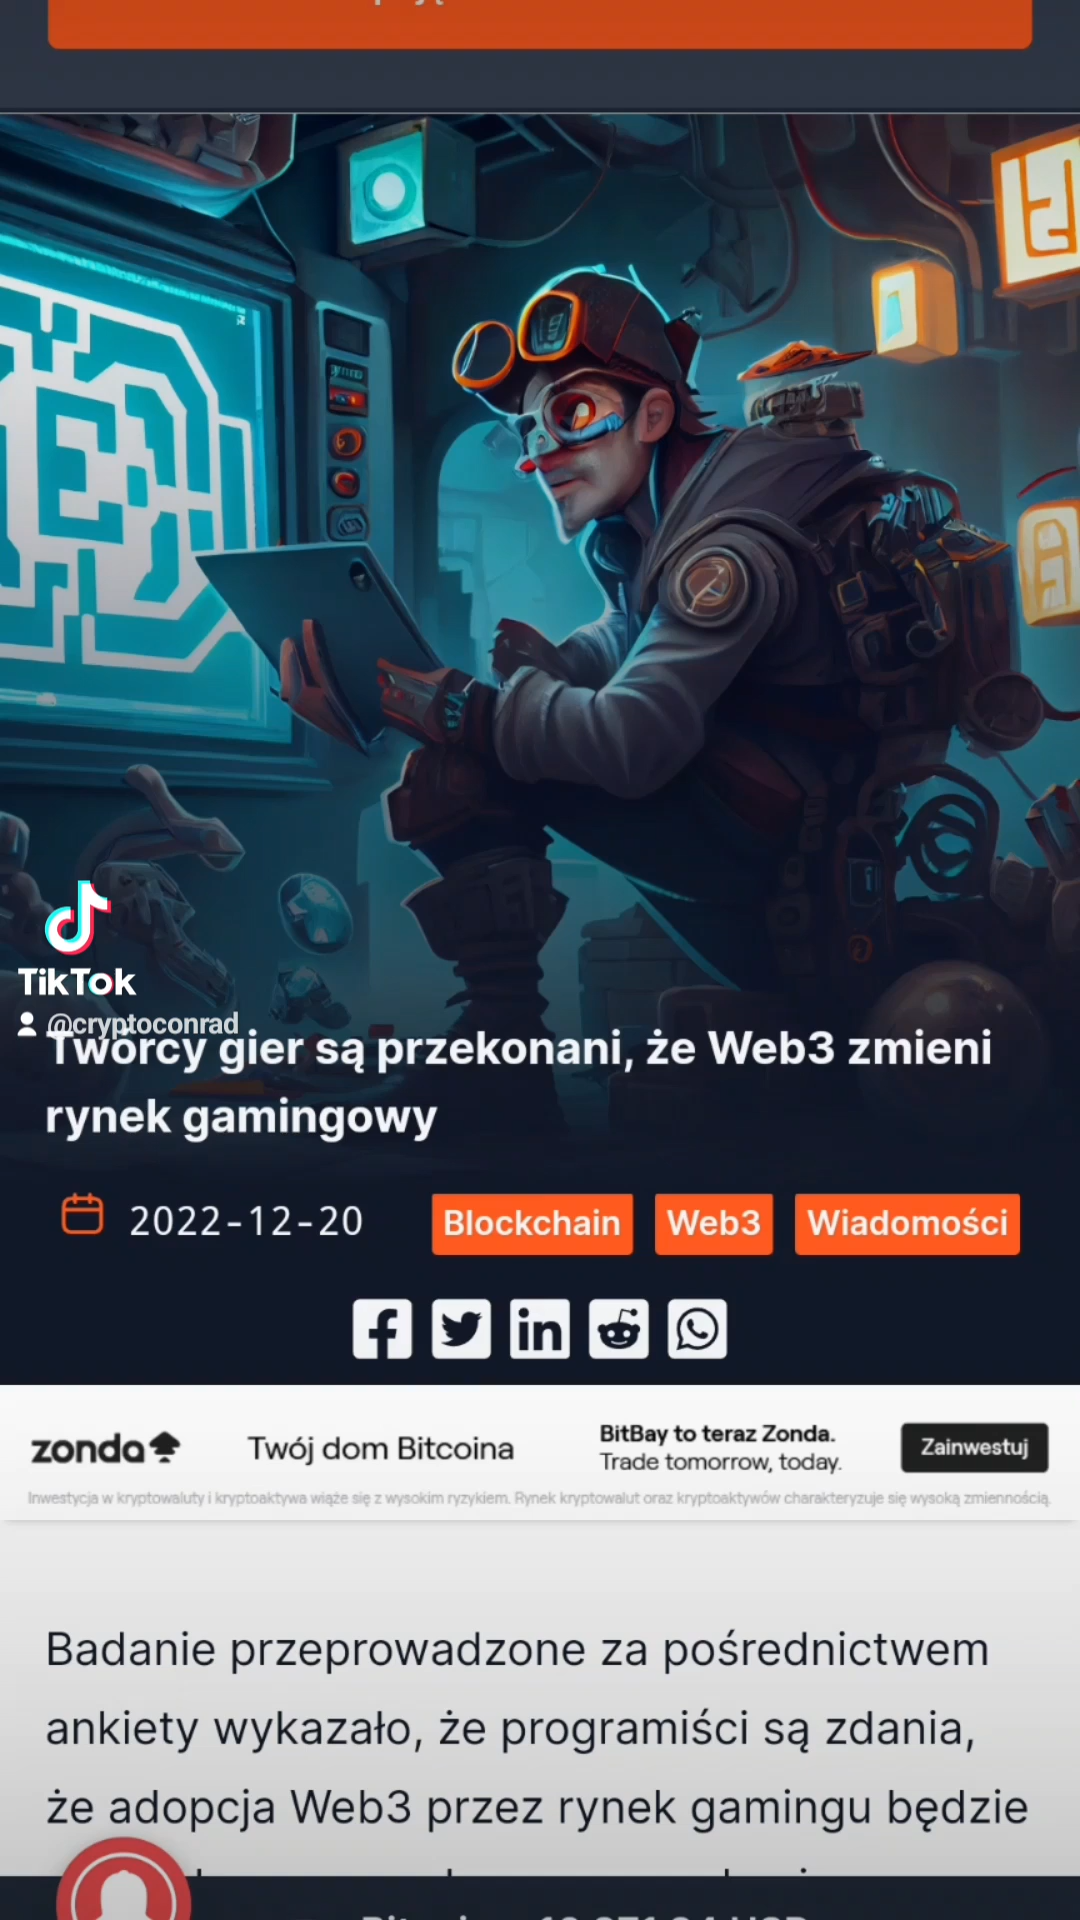 TikTok
@cryptoconrad
Twórcy gier są przekonani, że Web3 zmieni
rynek gamingowy
2022-12-20
Blockchain Web3 Wiadomości
zonda
Twój dom Bitcoina
BitBay to teraz Zonda.
Trade tomorrow, today.
Zainwestuj
Inwestycja w kryptowaluty i kryptoaktywa wiąże się z wysokim ryzykiem. Rynek kryptowalut oraz kryptoaktywów charakteryzuje się wysoką zmiennością.
Badanie przeprowadzone za pośrednictwem
ankiety wykazało, że programiści są zdania,
że adopcja Web3 przez rynek gamingu będzie